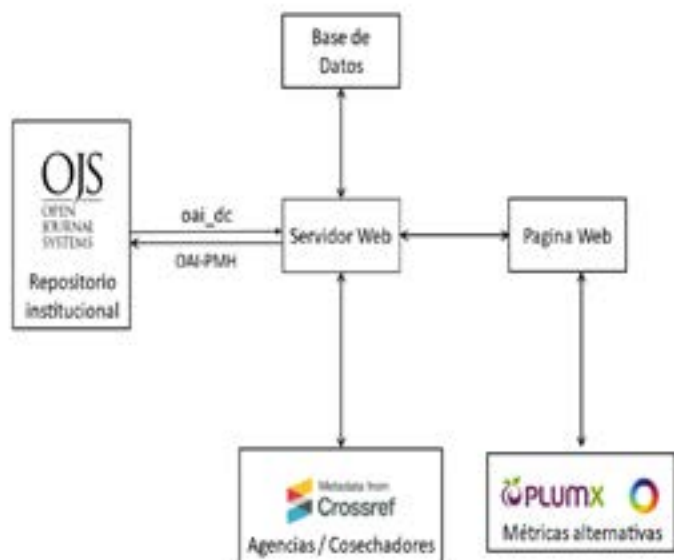 Base de
Datos
OJS
OPEN
JOURNAL
SYSTEMS
Repositorio
institucional
oai_dc
OAI-PMH
Servidor Web
Pagina Web
Metadata from
Crossref
Agencias / Cosechadores
PLUMX
Métricas alternativas